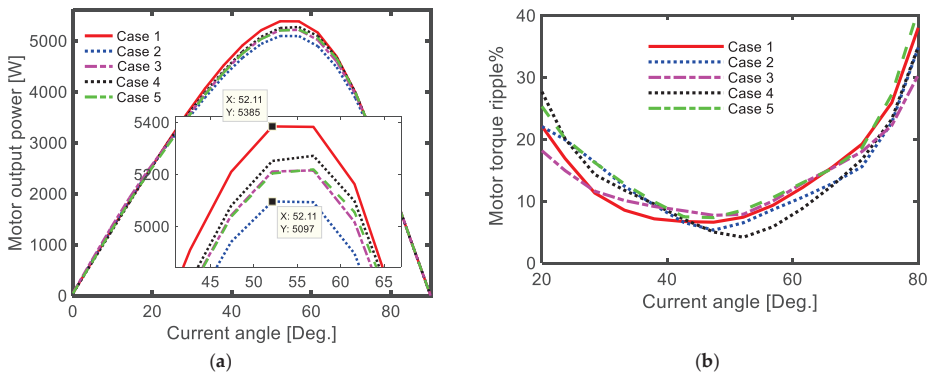 Motor output power [W]
5000
4000
3000
2000
1000
0
Case 1
Case 2
Case 3
Case 4
Case 5
X: 52.11
Y: 5385
5400
5200
5000
X: 52.11
Y: 5097
45 50 55 60 65
0 20 40 60 80
Current angle [Deg.]
(a)
Motor torque ripple%
40
30
20
10
0
Case 1
Case 2
Case 3
Case 4
Case 5
20 40 60 80
Current angle [Deg.]
(b)